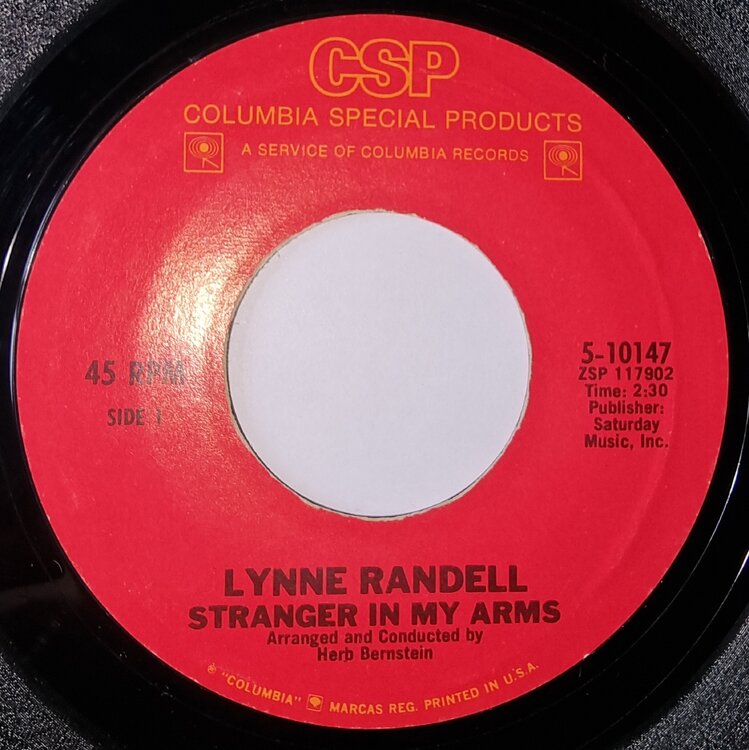 CSP
COLUMBIA SPECIAL PRODUCTS
A SERVICE OF COLUMBIA RECORDS
45 RPM
SIDE 1
5-10147
ZSP 117902
Time: 2:30
Publisher:
Saturday
Music, Inc.
LYNNE RANDELL
STRANGER IN MY ARMS
Arranged and Conducted by
Herb Bernstein
® "COLUMBIA" MARCAS REG. PRINTED IN U.S.A.